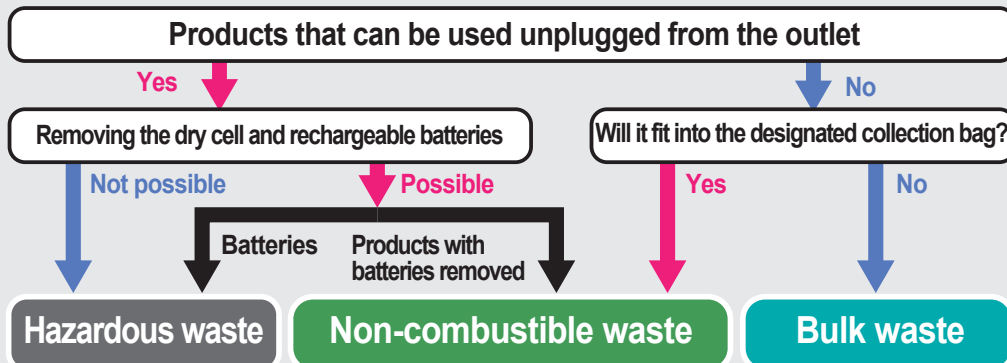 Products that can be used unplugged from the outlet
Yes
No
Removing the dry cell and rechargeable batteries
Will it fit into the designated collection bag?
Not possible
Possible
Yes
No
Batteries
Products with
batteries removed
Hazardous waste
Non-combustible waste
Bulk waste